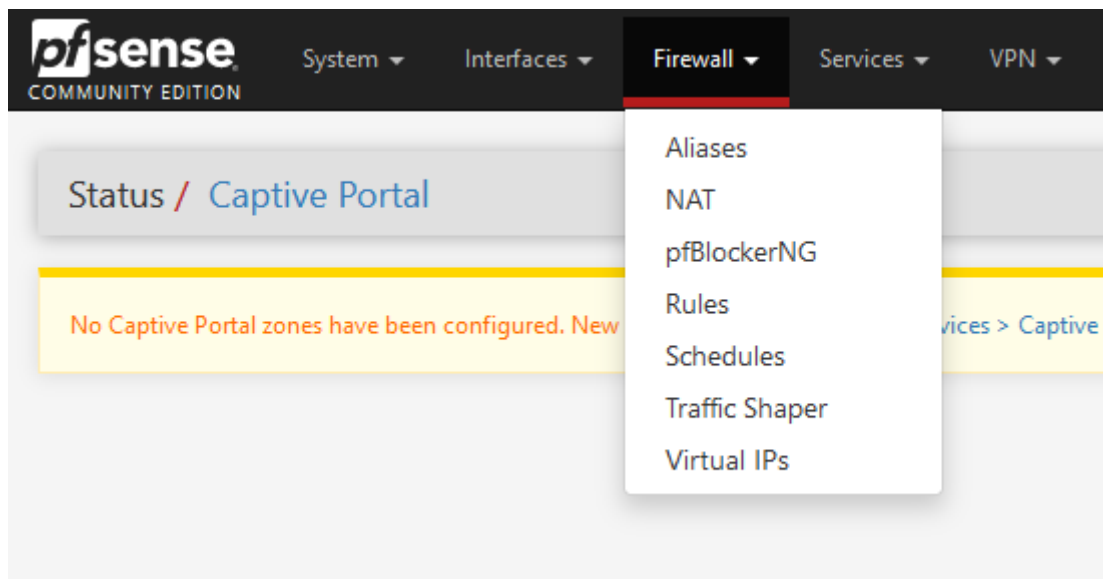 pfsense
COMMUNITY EDITION
System
Interfaces
Firewall
Services
VPN
Status / Captive Portal
Aliases
NAT
pfBlockerNG
Rules
Schedules
Traffic Shaper
Virtual IPs
No Captive Portal zones have been configured. New > Captive